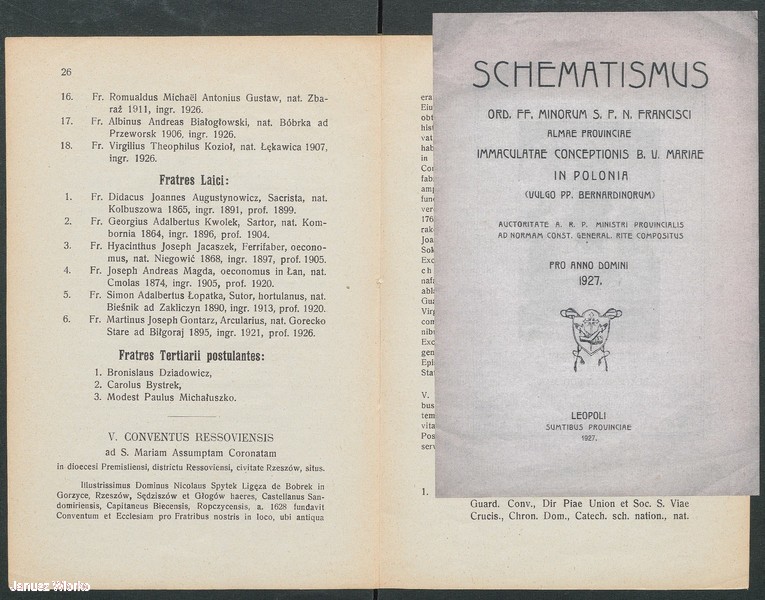 26
16. Fr. Romualdus Michaël Antonius Gustaw, nat. Zba-
raż 1911, ingr. 1926.
17. Fr. Albinus Andreas Białogłowski, nat. Bóbrka ad
Przeworsk 1906, ingr. 1926.
18. Fr. Virgilius Theophilus Kozioł, nat. Łękawica 1907,
ingr. 1926.
Fratres Laici:
1. Fr. Didacus Joannes Augustynowicz, Sacrista, nat.
Kolbuszowa 1865, ingr. 1891, prof. 1899.
2. Fr. Georgius Adalbertus Kwolek, Sartor, nat. Kom-
bornia 1864, ingr. 1896, prof. 1904.
3. Fr. Hyacinthus Joseph Jacaszek, Ferrifaber, oecono-
mus, nat. Niegowić 1868, ingr. 1897, prof. 1905.
4. Fr. Joseph Andreas Magda, oeconomus in Łan, nat.
Cmolas 1874, ingr. 1905, prof. 1920.
5. Fr. Simon Adalbertus Łopatka, Sutor, hortulanus, nat.
Bieśnik ad Zakliczyn 1890, ingr. 1913, prof. 1920.
6. Fr. Martinus Joseph Gontarz, Arcularius, nat. Gorecko
Stare ad Biłgoraj 1895, ingr. 1921, prof. 1926.
Fratres Tertiarii postulantes:
1. Bronislaus Dziadowicz,
2. Carolus Bystrek,
3. Modest Paulus Michałuszko.
V. CONVENTUS RESSOVIENSIS
ad S. Mariam Assumptam Coronatam
in dioecesi Premisliensi, districtu Ressoviensi, civitate Rzeszów, situs.
Illustrissimus Dominus Nicolaus Spytek Ligęza de Bobrek in
Gorzyce, Rzeszów, Sędziszów et Głogów haeres, Castellanus San-
domiriensis, Capitaneus Biecensis, Ropczycensis, a. 1628 fundavit
Conventum et Ecclesiam pro Fratribus nostris in loco, ubi antiqua
SCHEMATISMUS
ORD. FF. MINORUM S. P. N. FRANCISCI
ALMAE PROVINCIAE
IMMACULATAE CONCEPTIONIS B. V. MARIAE
IN POLONIA
(VULGO PP. BERNARDINORUM)
AUCTORITATE A. R. P. MINISTRI PROVINCIALIS
AD NORMAM CONST. GENERAL. RITE COMPOSITUS
PRO ANNO DOMINI
1927.
LEOPOLI
SUMTIBUS PROVINCIAE
1927.
1.
Guard. Conv., Dir Piae Union et Soc. S. Viae
Crucis., Chron. Dom., Catech. sch. nation., nat.
Janusz Worko